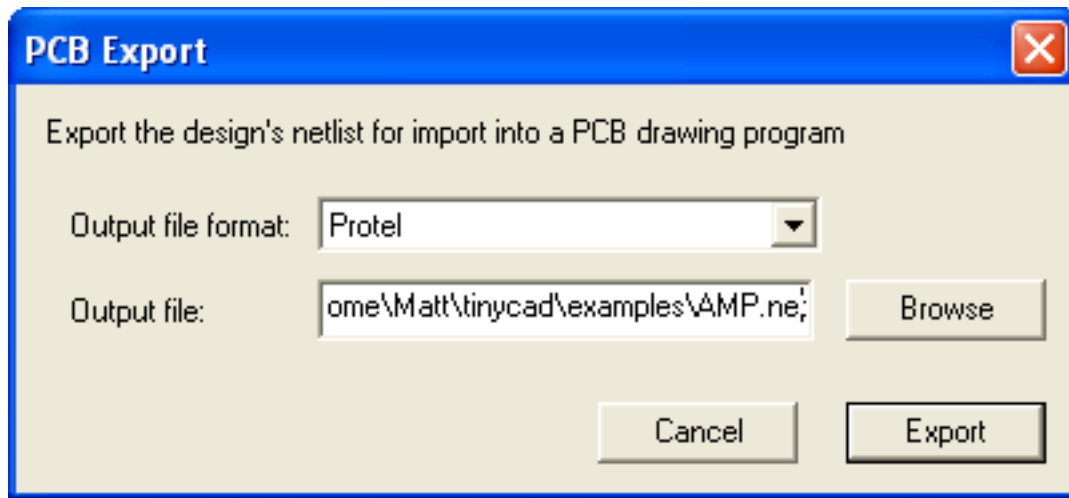 PCB Export
Export the design's netlist for import into a PCB drawing program
Output file format: Protel
Output file: ome\Matt\tinycad\examples\AMP.ne
Browse
Cancel Export